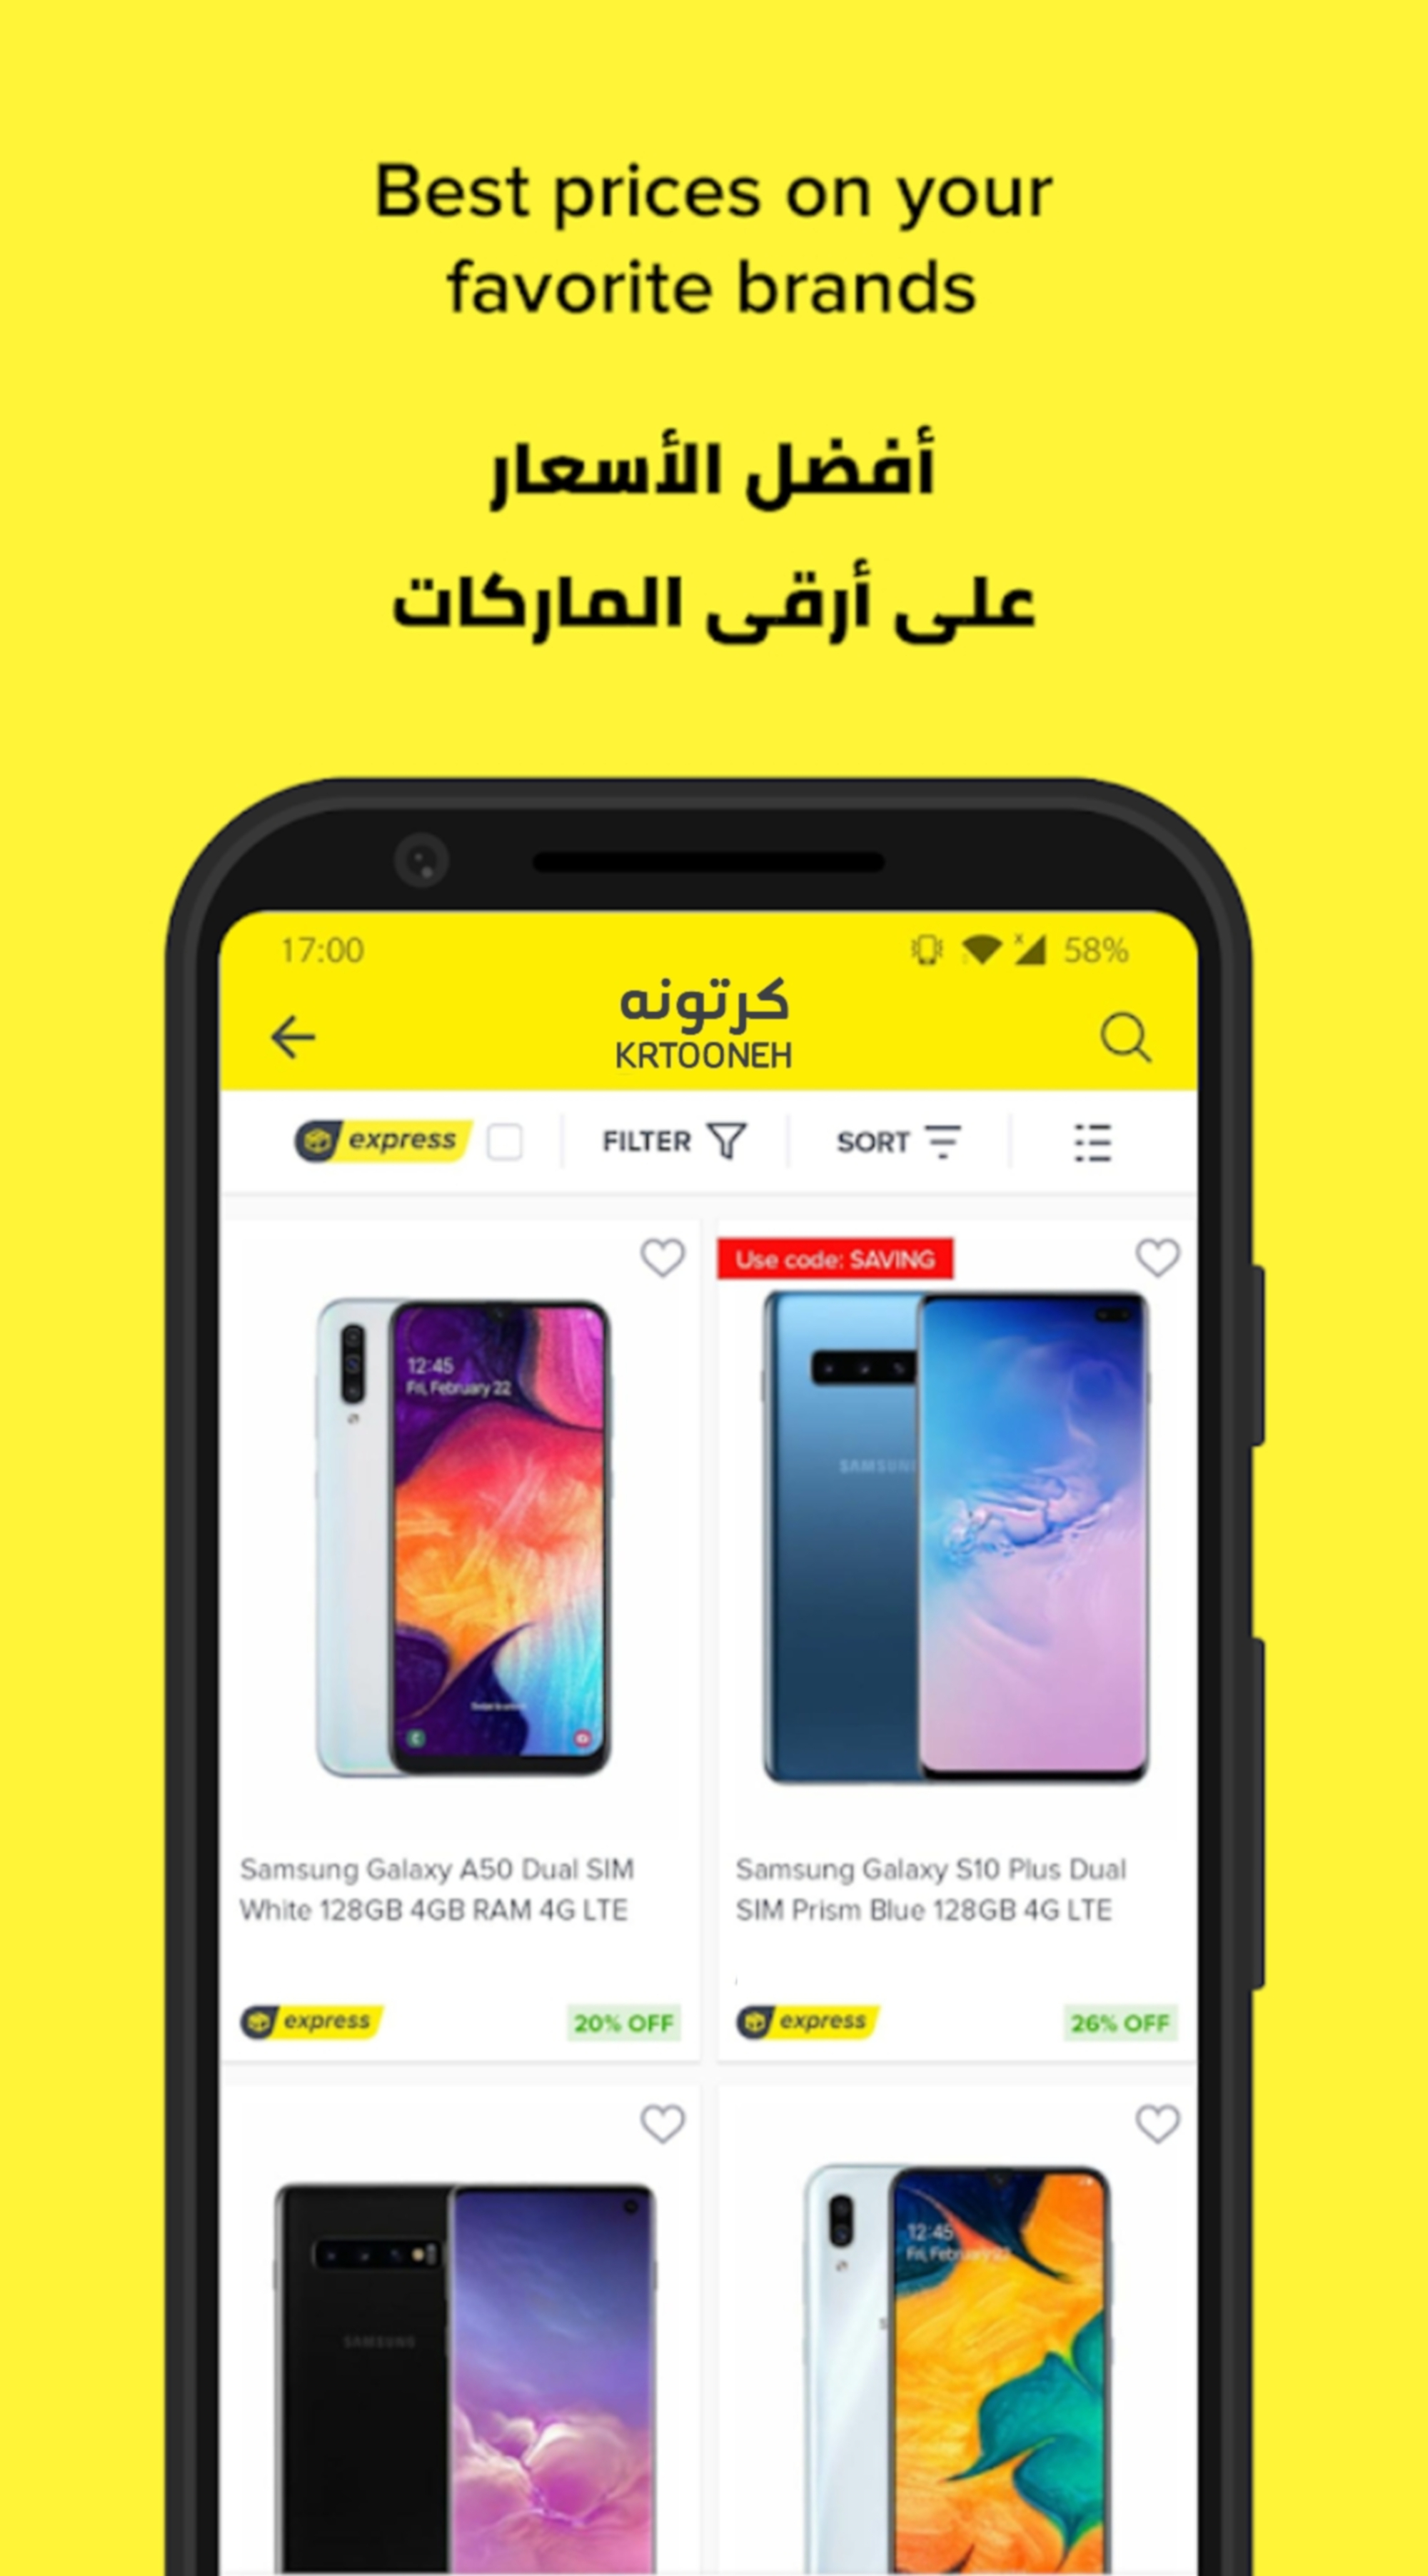 Best prices on your
favorite brands
أفضل الأسعار
على أرقى الماركات
17:00
58%
كرتونه
KRTOONEH
express
FILTER
SORT
Use code: SAVING
12:45
Fri, February 22
SAMSUNG
Samsung Galaxy A50 Dual SIM
White 128GB 4GB RAM 4G LTE
Samsung Galaxy S10 Plus Dual
SIM Prism Blue 128GB 4G LTE
express
20% OFF
express
26% OFF
SAMSUNG
12:45
Fri, February 22